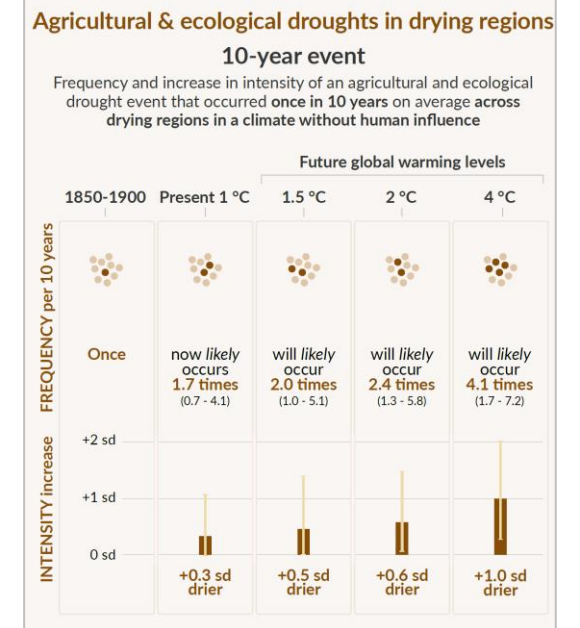 Agricultural & ecological droughts in drying regions
10-year event
Frequency and increase in intensity of an agricultural and ecological
drought event that occurred once in 10 years on average across
drying regions in a climate without human influence
Future global warming levels
1850-1900 Present 1 °C 1.5 °C 2 °C 4 °C
FREQUENCY per 10 years
Once
now likely
occurs
1.7 times
(0.7 - 4.1)
will likely
occur
2.0 times
(1.0 - 5.1)
will likely
occur
2.4 times
(1.3 - 5.8)
will likely
occur
4.1 times
(1.7 - 7.2)
INTENSITY increase
+2 sd
+1 sd
0 sd
+0.3 sd
drier
+0.5 sd
drier
+0.6 sd
drier
+1.0 sd
drier